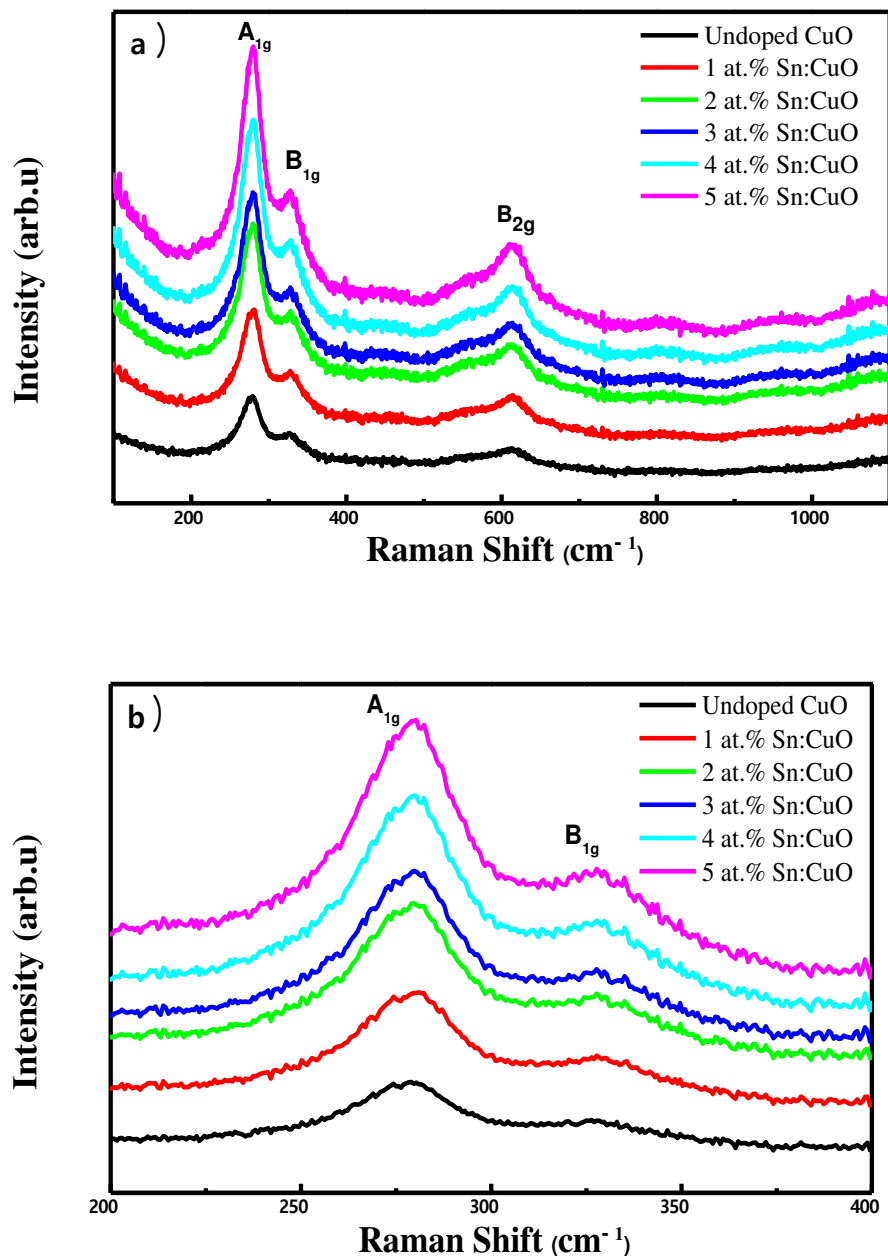 a )
A1g
B1g
B2g
Undoped CuO
1 at.% Sn:CuO
2 at.% Sn:CuO
3 at.% Sn:CuO
4 at.% Sn:CuO
5 at.% Sn:CuO
Intensity (arb.u)
200 400 600 800 1000
Raman Shift (cm-1)
b )
A1g
B1g
Undoped CuO
1 at.% Sn:CuO
2 at.% Sn:CuO
3 at.% Sn:CuO
4 at.% Sn:CuO
5 at.% Sn:CuO
Intensity (arb.u)
200 250 300 350 400
Raman Shift (cm-1)